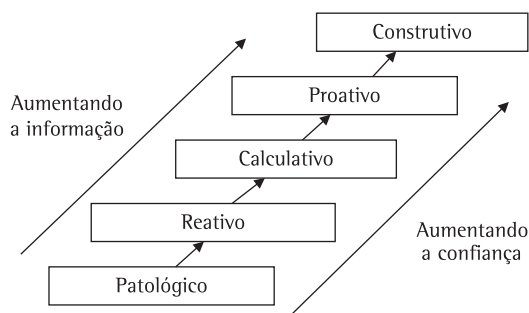 Construtivo
Proativo
Aumentando
a informação
Calculativo
Reativo
Aumentando
a confiança
Patológico